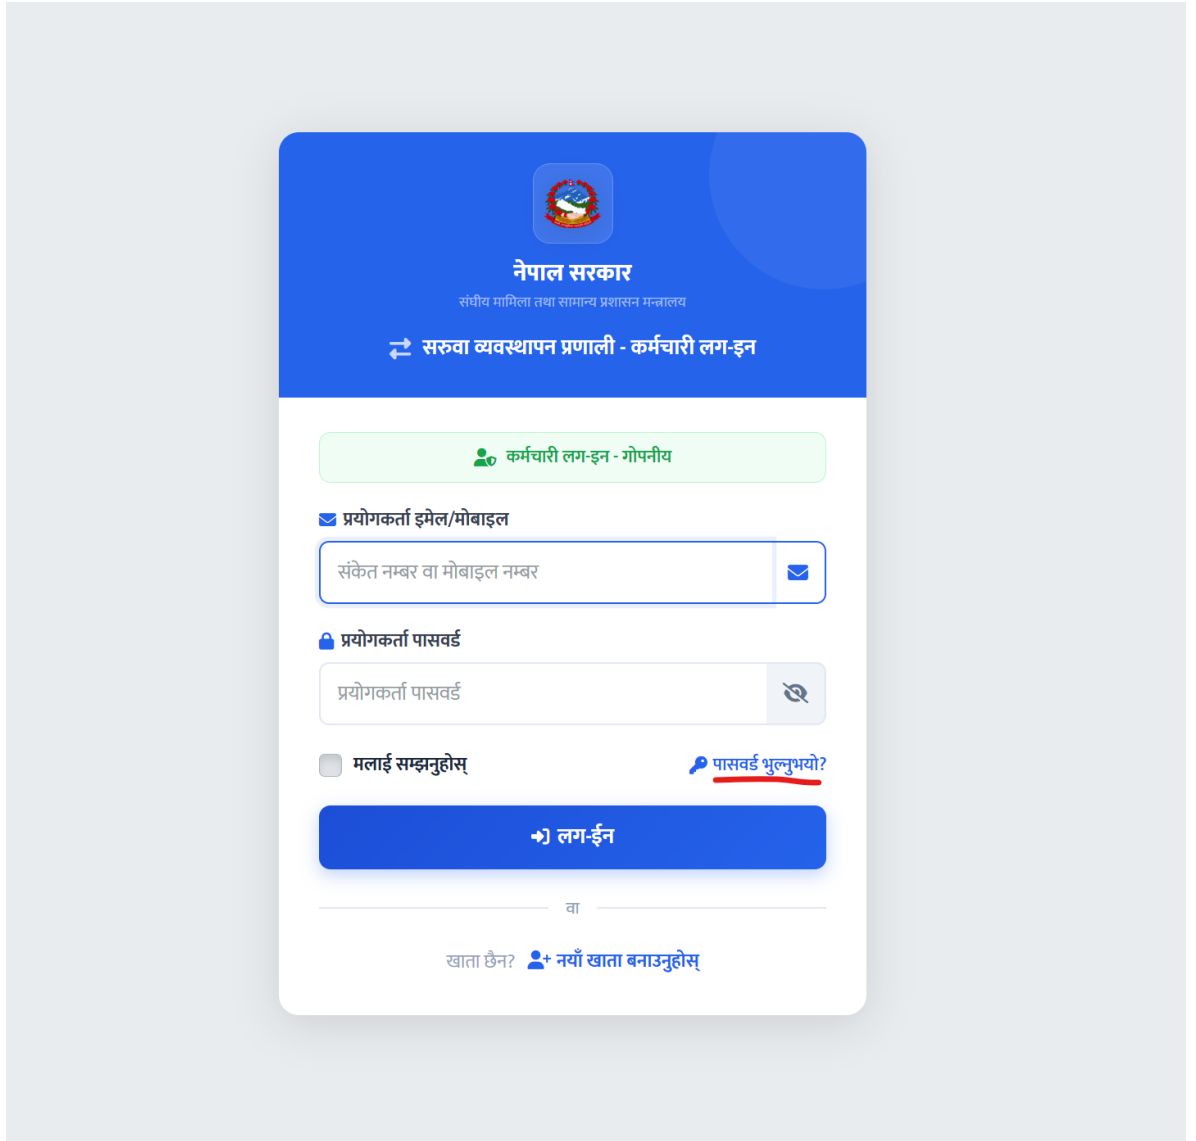 नेपाल सरकार
संघीय मामिला तथा सामान्य प्रशासन मन्त्रालय
सरुवा व्यवस्थापन प्रणाली - कर्मचारी लग-इन
कर्मचारी लग-इन - गोपनीय
प्रयोगकर्ता इमेल/मोबाइल
संकेत नम्बर वा मोबाइल नम्बर
प्रयोगकर्ता पासवर्ड
प्रयोगकर्ता पासवर्ड
मलाई सम्झनुहोस् पासवर्ड भुल्नुभयो?
लग-ईन
वा
खाता छैन? नयाँ खाता बनाउनुहोस्